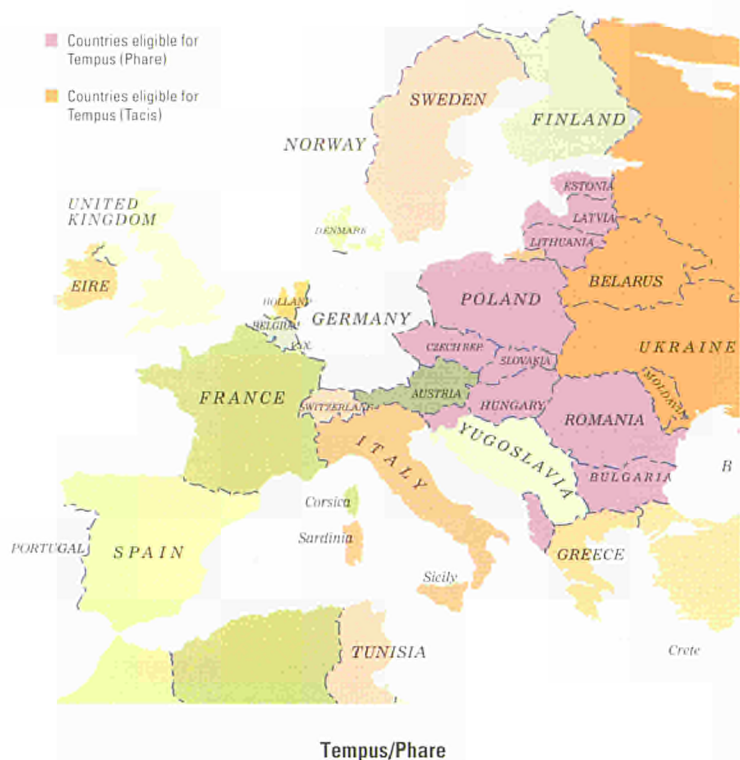 Countries eligible for
Tempus (Phare)
Countries eligible for
Tempus (Tacis)
SWEDEN
FINLAND
NORWAY
ESTONIA
UNITED
KINGDOM
LATVIA
DENMARK
LITHUANIA
EIRE
BELARUS
HOLLAND
POLAND
GERMANY
BELGIUM
UKRAINE
CZECH REP.
SLOVAKIA
FRANCE
AUSTRIA
MOLDAVIA
SWITZERLAND
HUNGARY
ROMANIA
ITALY
YUGOSLAVIA
B
BULGARIA
Corsica
PORTUGAL
SPAIN
Sardinia
GREECE
Sicily
TUNISIA
Crete
Tempus/Phare